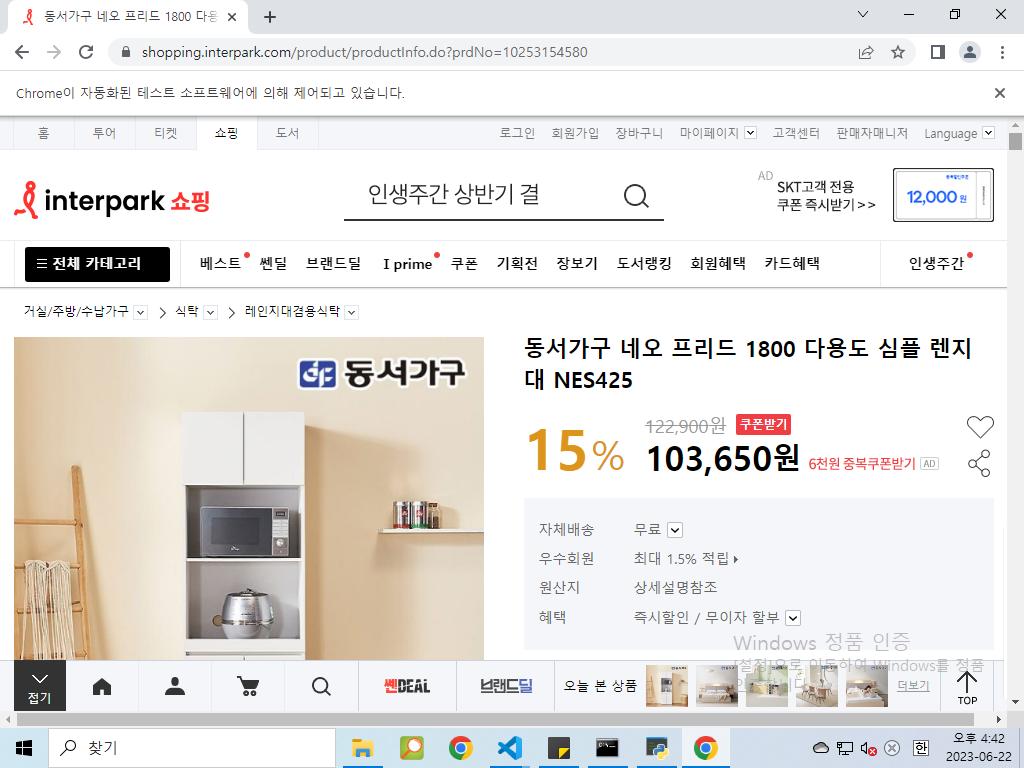 동서가구 네오 프리드 1800 다용
shopping.interpark.com/product/productInfo.do?prdNo=10253154580
Chrome이 자동화된 테스트 소프트웨어에 의해 제어되고 있습니다.
홈 투어 티켓 쇼핑 도서 로그인 회원가입 장바구니 마이페이지 고객센터 판매자매니저 Language
interpark 쇼핑
인생주간 상반기 결
AD SKT고객 전용
쿠폰 즉시받기>>
12,000 원
전체 카테고리 베스트 쎈딜 브랜드딜 I prime 쿠폰 기획전 장보기 도서랭킹 회원혜택 카드혜택 인생주간
거실/주방/수납가구 > 식탁 > 레인지대겸용식탁
동서가구
동서가구 네오 프리드 1800 다용도 심플 렌지
대 NES425
15% 122,900원 쿠폰받기
103,650원 6천원 중복쿠폰받기 AD
자체배송 무료
우수회원 최대 1.5% 적립
원산지 상세설명참조
혜택 즉시할인 / 무이자 할부
Windows 정품 인증
[설정]으로 이동하여 Windows를 정품
접기
쎈DEAL
브랜드딜
오늘 본 상품
더보기
TOP
찾기
한
오후 4:42
2023-06-22